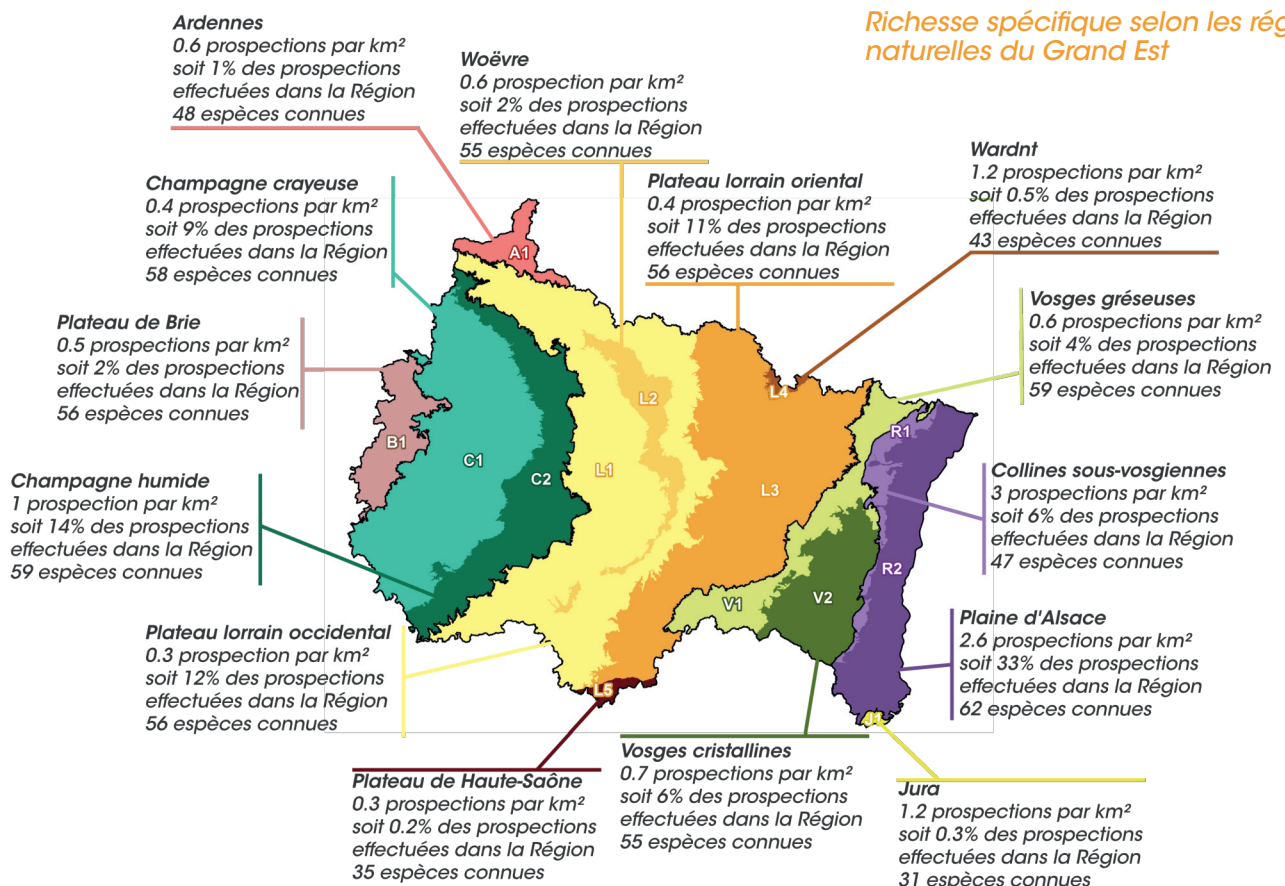 Richesse spécifique selon les rég
naturelles du Grand Est
Ardennes
0.6 prospections par km²
soit 1% des prospections
effectuées dans la Région
48 espèces connues
Woëvre
0.6 prospection par km²
soit 2% des prospections
effectuées dans la Région
55 espèces connues
Wardnt
1.2 prospections par km²
soit 0.5% des prospections
effectuées dans la Région
43 espèces connues
Champagne crayeuse
0.4 prospections par km²
soit 9% des prospections
effectuées dans la Région
58 espèces connues
Plateau lorrain oriental
0.4 prospection par km²
soit 11% des prospections
effectuées dans la Région
56 espèces connues
Vosges gréseuses
0.6 prospections par km²
soit 4% des prospections
effectuées dans la Région
59 espèces connues
Plateau de Brie
0.5 prospections par km²
soit 2% des prospections
effectuées dans la Région
56 espèces connues
A1
L2
L4
R1
B1
C1
C2
L1
L3
R2
V1
V2
L5
J1
Champagne humide
1 prospection par km²
soit 14% des prospections
effectuées dans la Région
59 espèces connues
Collines sous-vosgiennes
3 prospections par km²
soit 6% des prospections
effectuées dans la Région
47 espèces connues
Plateau lorrain occidental
0.3 prospection par km²
soit 12% des prospections
effectuées dans la Région
56 espèces connues
Plaine d'Alsace
2.6 prospections par km²
soit 33% des prospections
effectuées dans la Région
62 espèces connues
Plateau de Haute-Saône
0.3 prospections par km²
soit 0.2% des prospections
effectuées dans la Région
35 espèces connues
Vosges cristallines
0.7 prospections par km²
soit 6% des prospections
effectuées dans la Région
55 espèces connues
Jura
1.2 prospections par km²
soit 0.3% des prospections
effectuées dans la Région
31 espèces connues